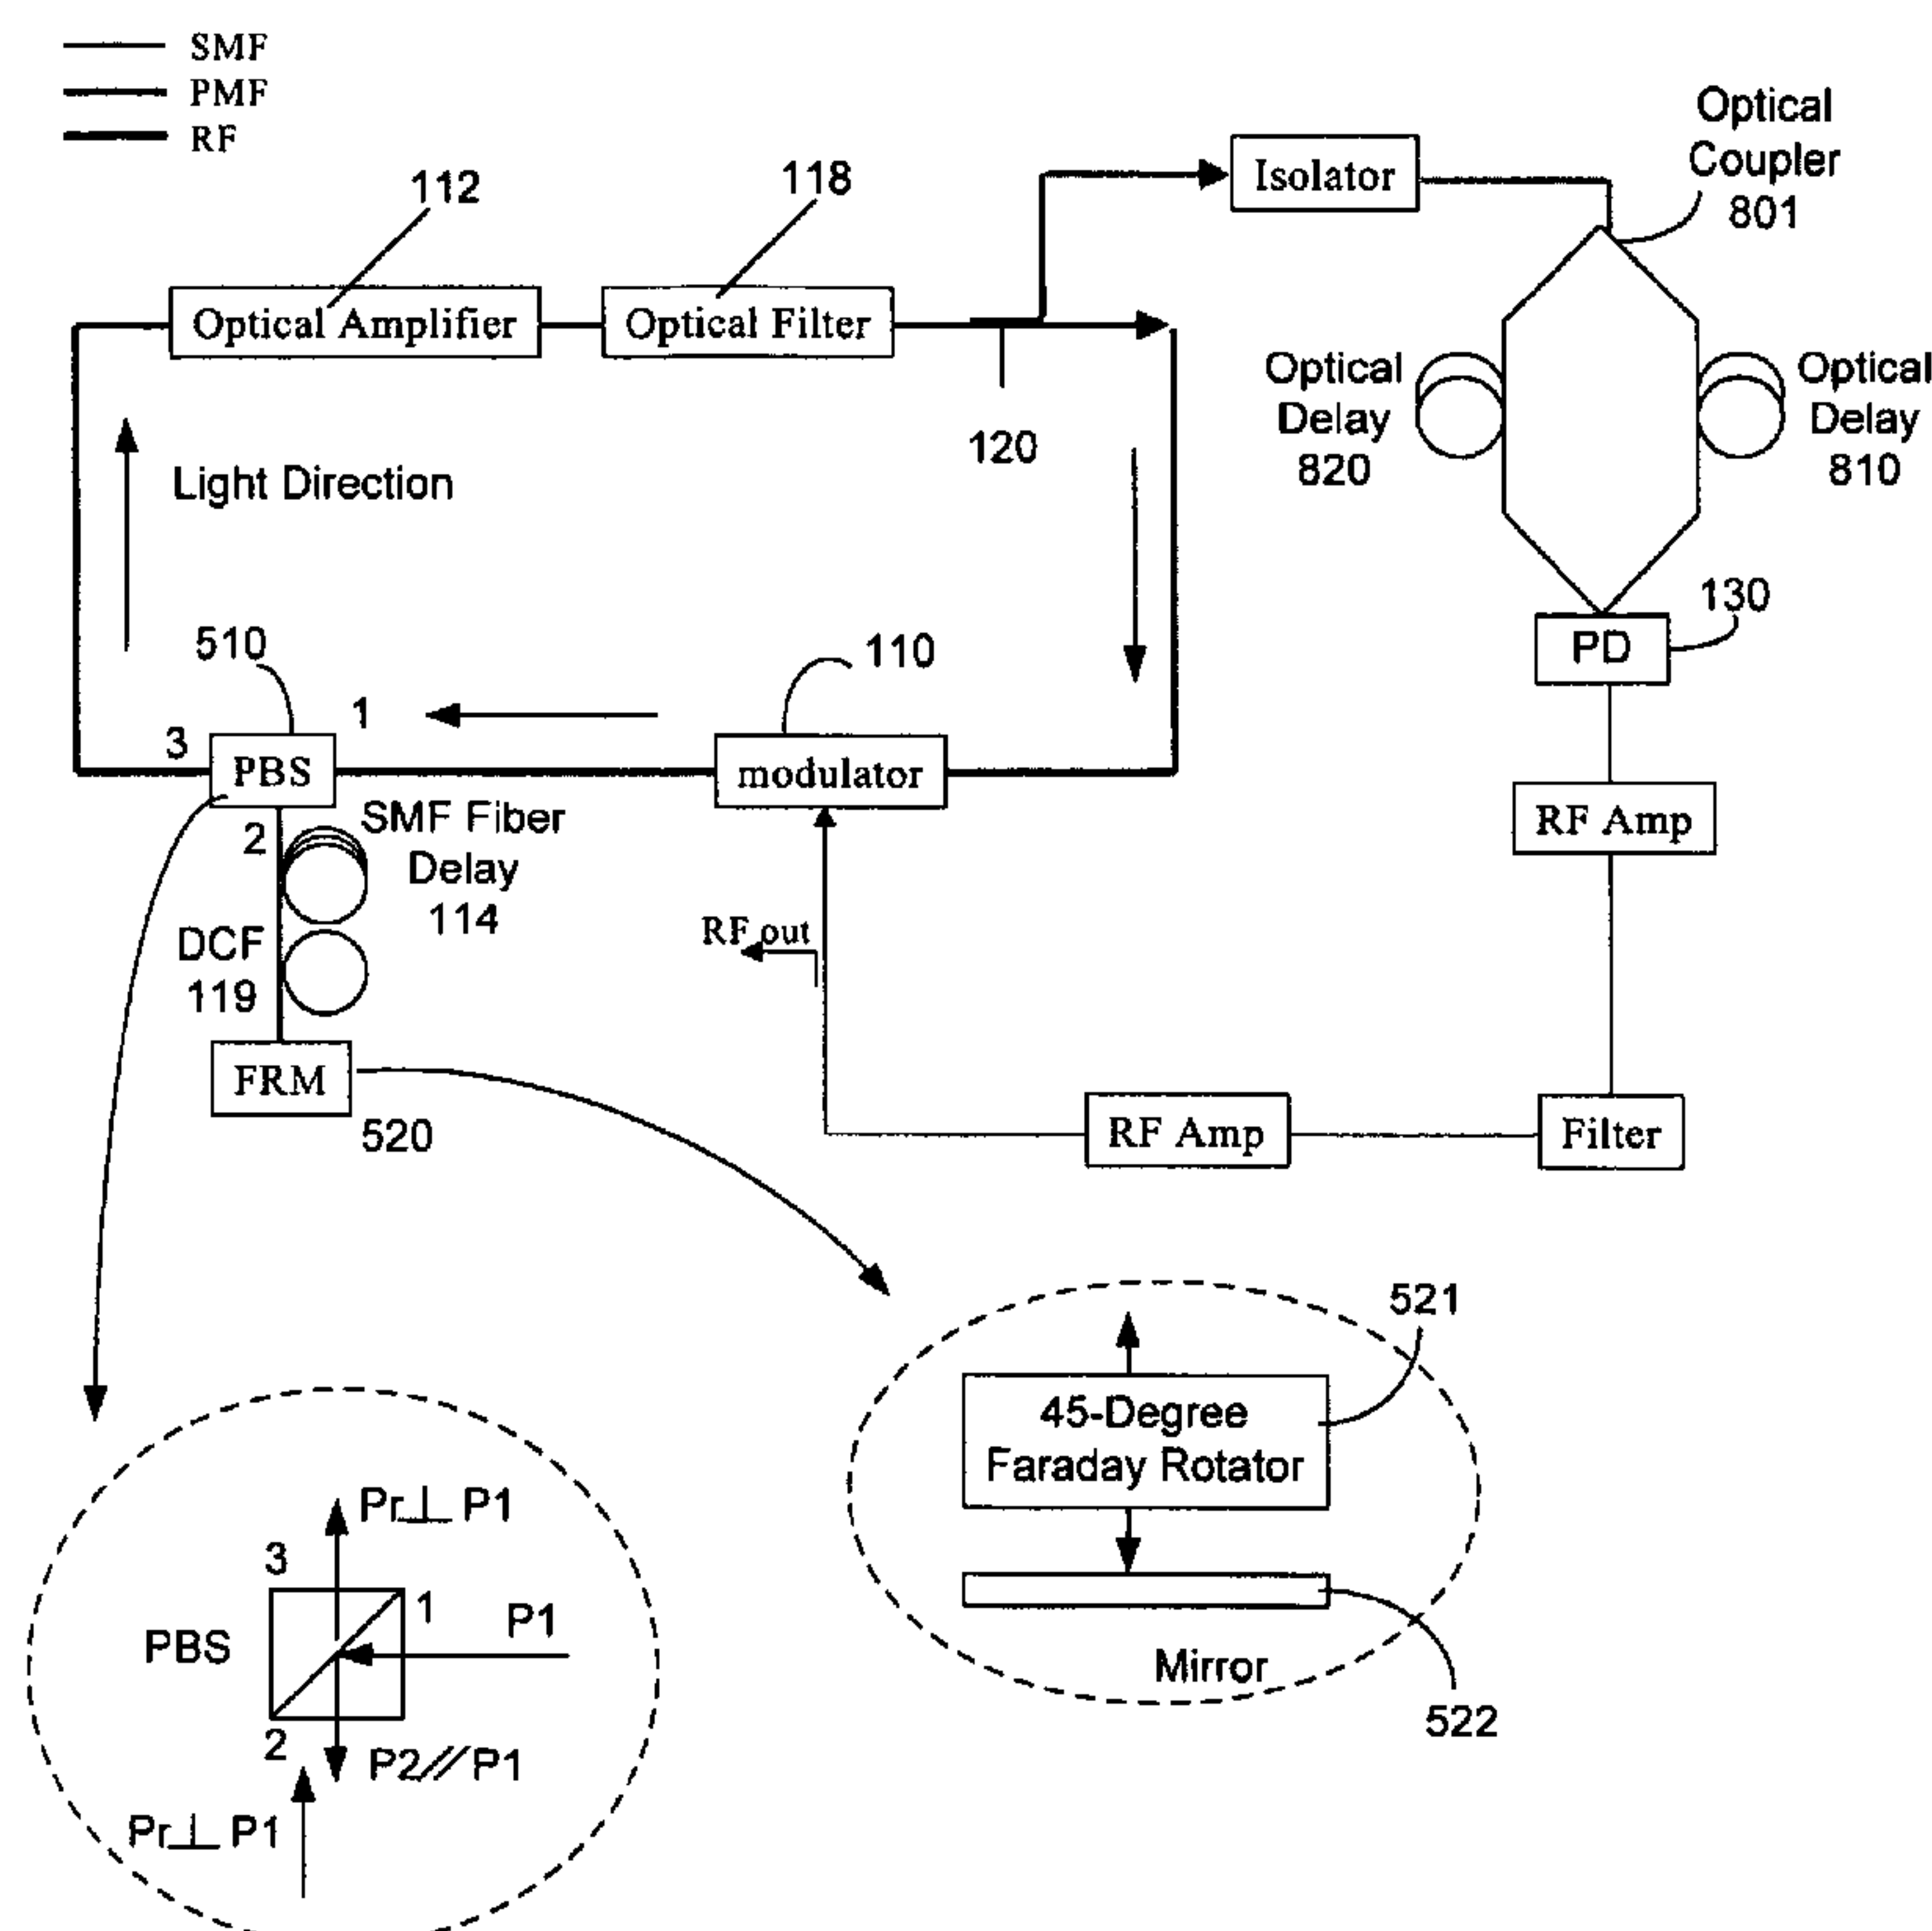 SMF
PMF
RF
112
118
Isolator
Optical
Coupler
801
Optical Amplifier
Optical Filter
120
Optical
Delay
820
Optical
Delay
810
Light Direction
510
1
110
130
PD
3
PBS
modulator
2
SMF Fiber
Delay
114
RF Amp
DCF
119
RF out
FRM
520
RF Amp
Filter
521
45-Degree
Faraday Rotator
Mirror
522
Pr⊥P1
3
1
P1
PBS
2
P2//P1
Pr⊥P1